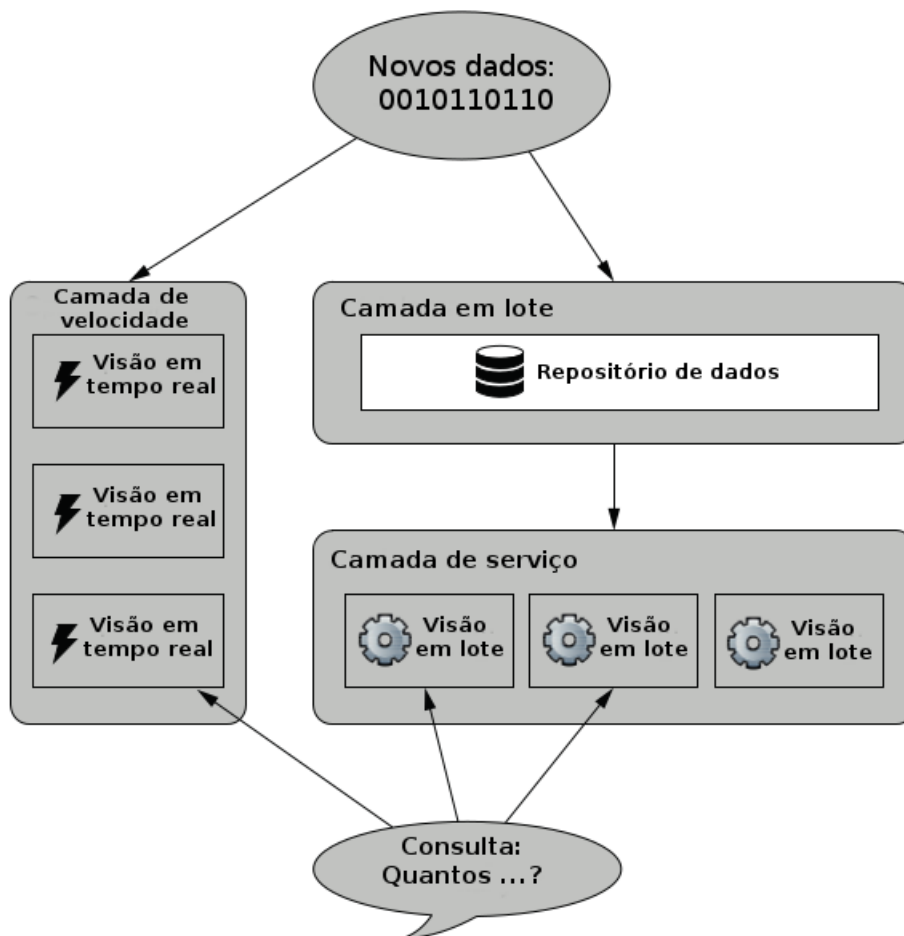 Novos dados:
0010110110
Camada de
velocidade
Visão em
tempo real
Visão em
tempo real
Visão em
tempo real
Camada em lote
Repositório de dados
Camada de serviço
Visão
em lote
Visão
em lote
Visão
em lote
Consulta:
Quantos ...?